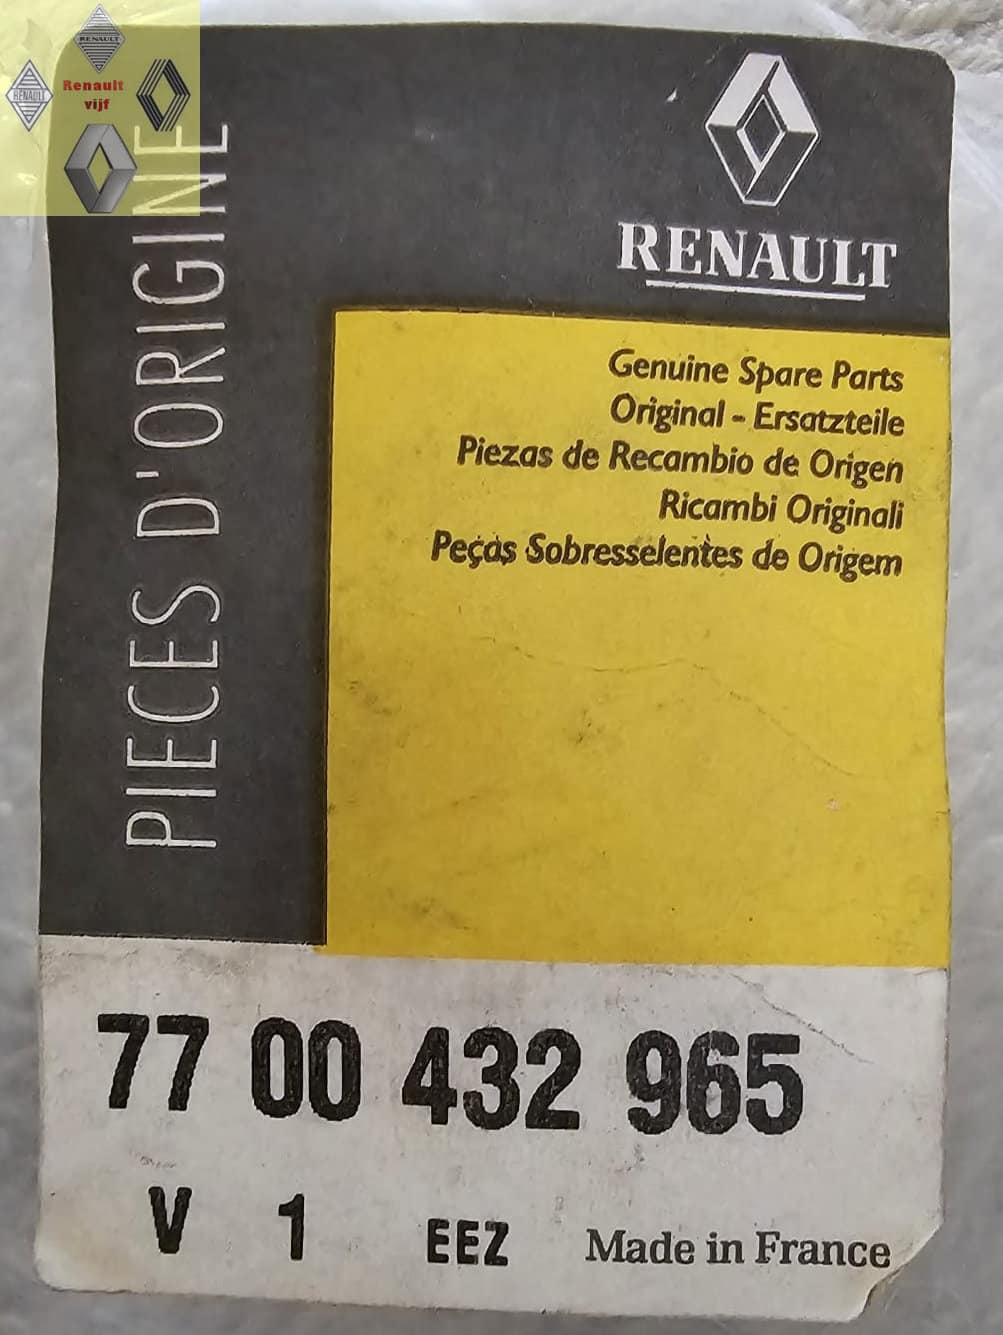 RENAULT
RENAULT
Renault
vijf
PIECES D'ORIGINE
RENAULT
Genuine Spare Parts
Original - Ersatzteile
Piezas de Recambio de Origen
Ricambi Originali
Peças Sobresselentes de Origem
77 00 432 965
V 1 EEZ Made in France